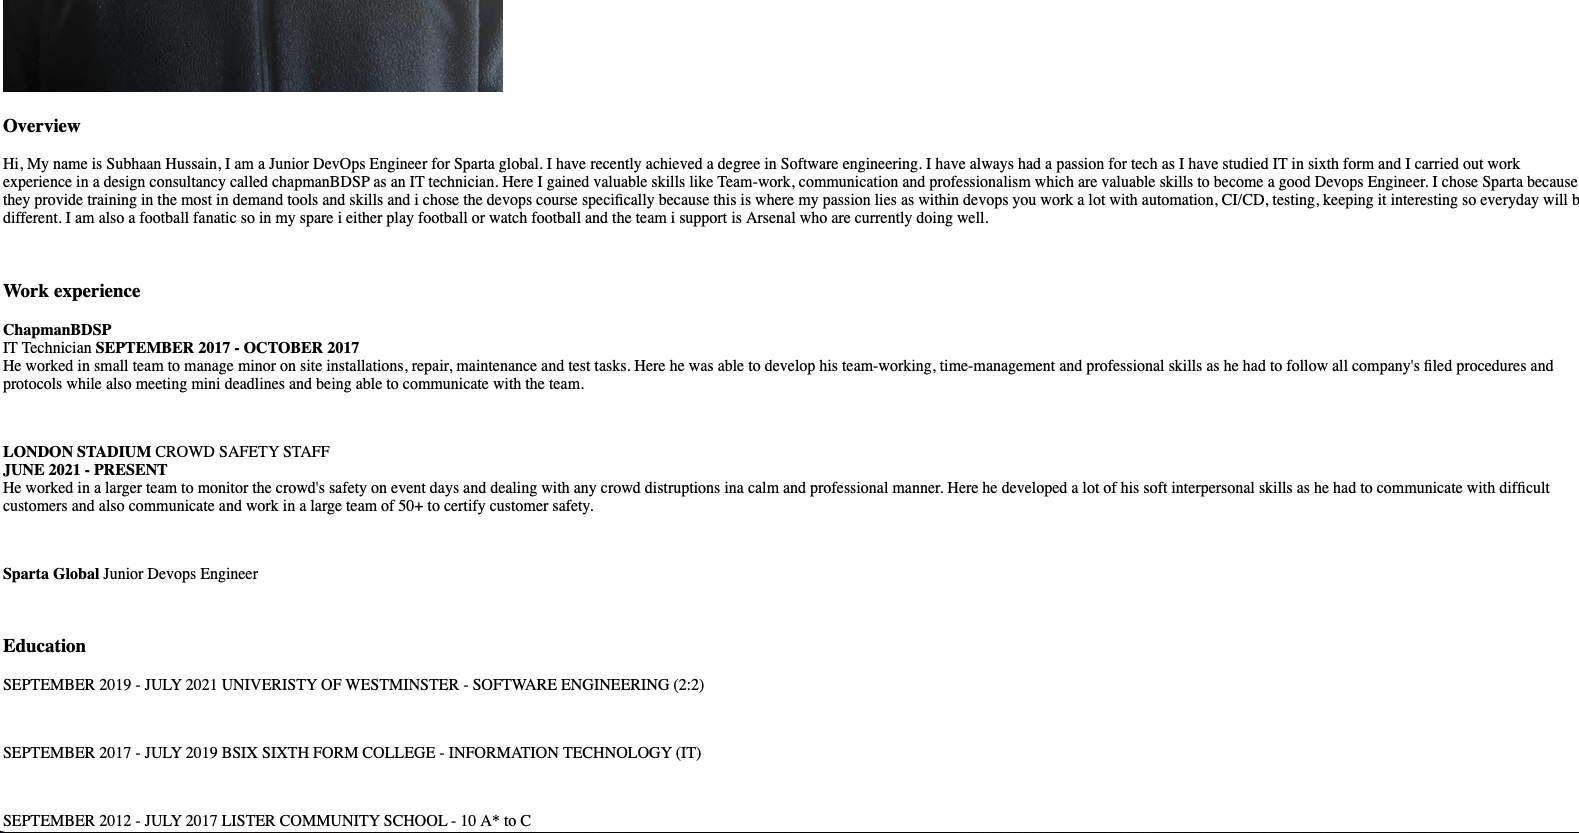 Overview
Hi, My name is Subhaan Hussain, I am a Junior DevOps Engineer for Sparta global. I have recently achieved a degree in Software engineering. I have always had a passion for tech as I have studied IT in sixth form and I carried out work
experience in a design consultancy called chapmanBDSP as an IT technician. Here I gained valuable skills like Team-work, communication and professionalism which are valuable skills to become a good Devops Engineer. I chose Sparta because
they provide training in the most in demand tools and skills and i chose the devops course specifically because this is where my passion lies as within devops you work a lot with automation, CI/CD, testing, keeping it interesting so everyday will b
different. I am also a football fanatic so in my spare i either play football or watch football and the team i support is Arsenal who are currently doing well.
Work experience
ChapmanBDSP
IT Technician SEPTEMBER 2017 - OCTOBER 2017
He worked in small team to manage minor on site installations, repair, maintenance and test tasks. Here he was able to develop his team-working, time-management and professional skills as he had to follow all company's filed procedures and
protocols while also meeting mini deadlines and being able to communicate with the team.
LONDON STADIUM CROWD SAFETY STAFF
JUNE 2021 - PRESENT
He worked in a larger team to monitor the crowd's safety on event days and dealing with any crowd distruptions ina calm and professional manner. Here he developed a lot of his soft interpersonal skills as he had to communicate with difficult
customers and also communicate and work in a large team of 50+ to certify customer safety.
Sparta Global Junior Devops Engineer
Education
SEPTEMBER 2019 - JULY 2021 UNIVERISTY OF WESTMINSTER - SOFTWARE ENGINEERING (2:2)
SEPTEMBER 2017 - JULY 2019 BSIX SIXTH FORM COLLEGE - INFORMATION TECHNOLOGY (IT)
SEPTEMBER 2012 - JULY 2017 LISTER COMMUNITY SCHOOL - 10 A* to C